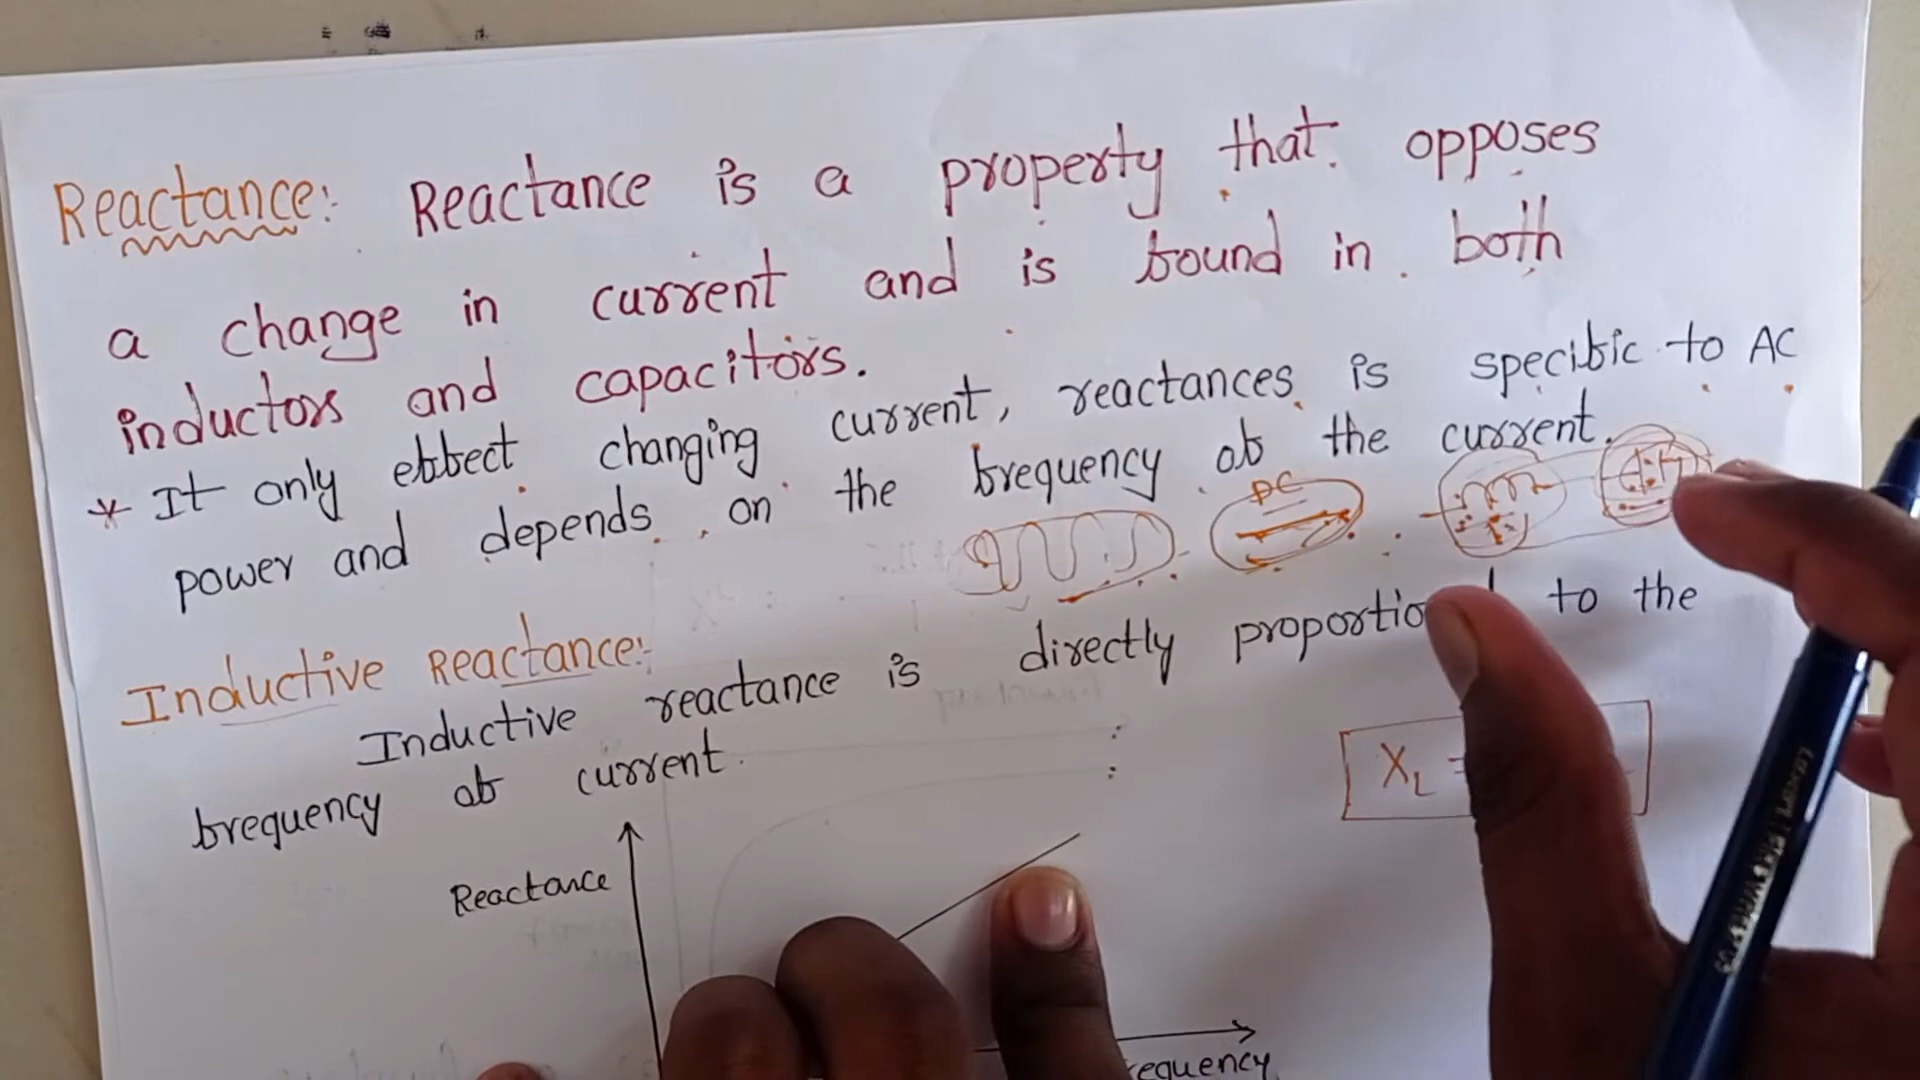 Reactance: Reactance is a property that opposes
a change in current and is found in both
inductors and capacitors.
* It only effect changing current, reactances is specific to AC
power and depends on the frequency of the current.
DC
Inductive Reactance:
Inductive reactance is directly to the
frequency of current.
XL =
Reactance